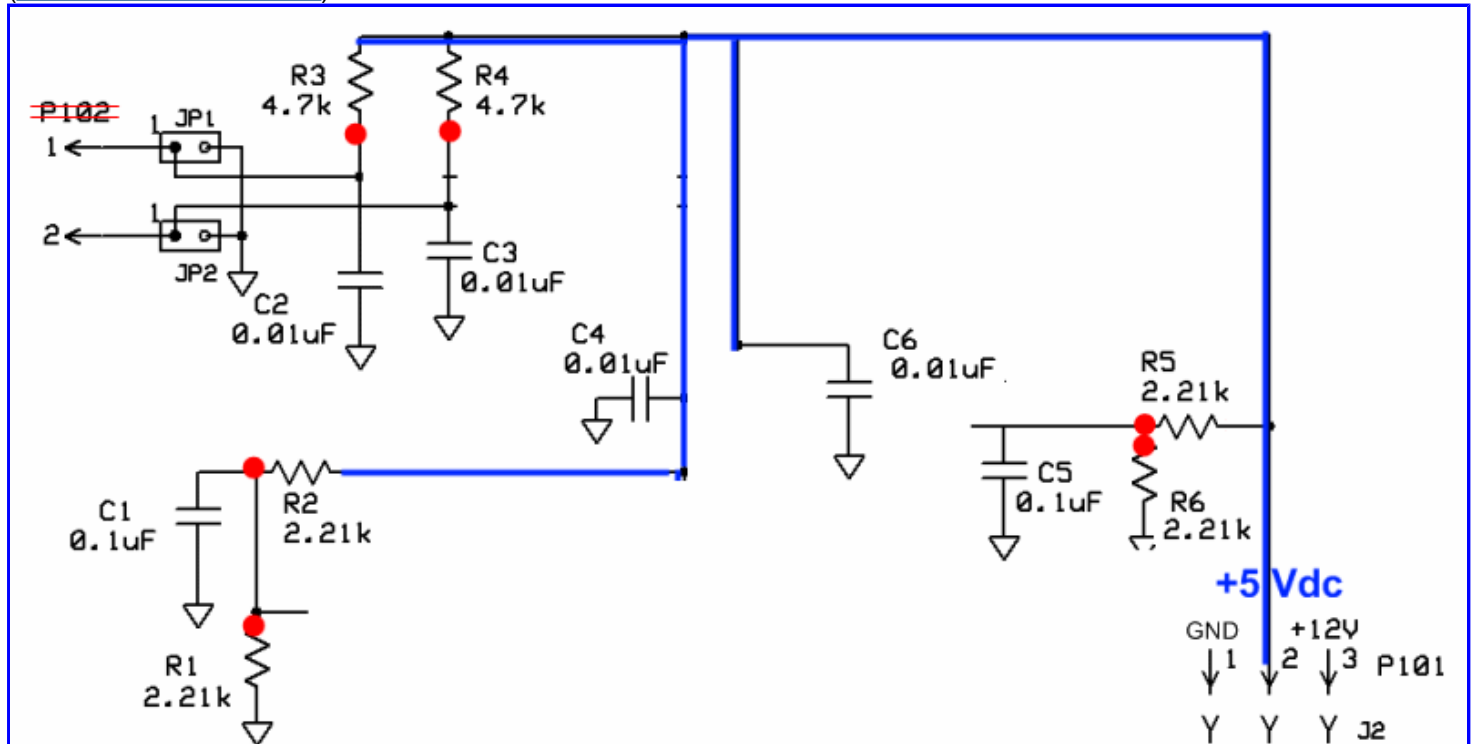 R3
4.7k
R4
4.7k
P102
1 JP1
1
1
2
JP2
C3
0.01uF
C2
0.01uF
C4
0.01uF
C6
0.01uF
R5
2.21k
C5
0.1uF
R6
2.21k
C1
0.1uF
R2
2.21k
R1
2.21k
+5 Vdc
GND +12V
1 2 3 P101
J2